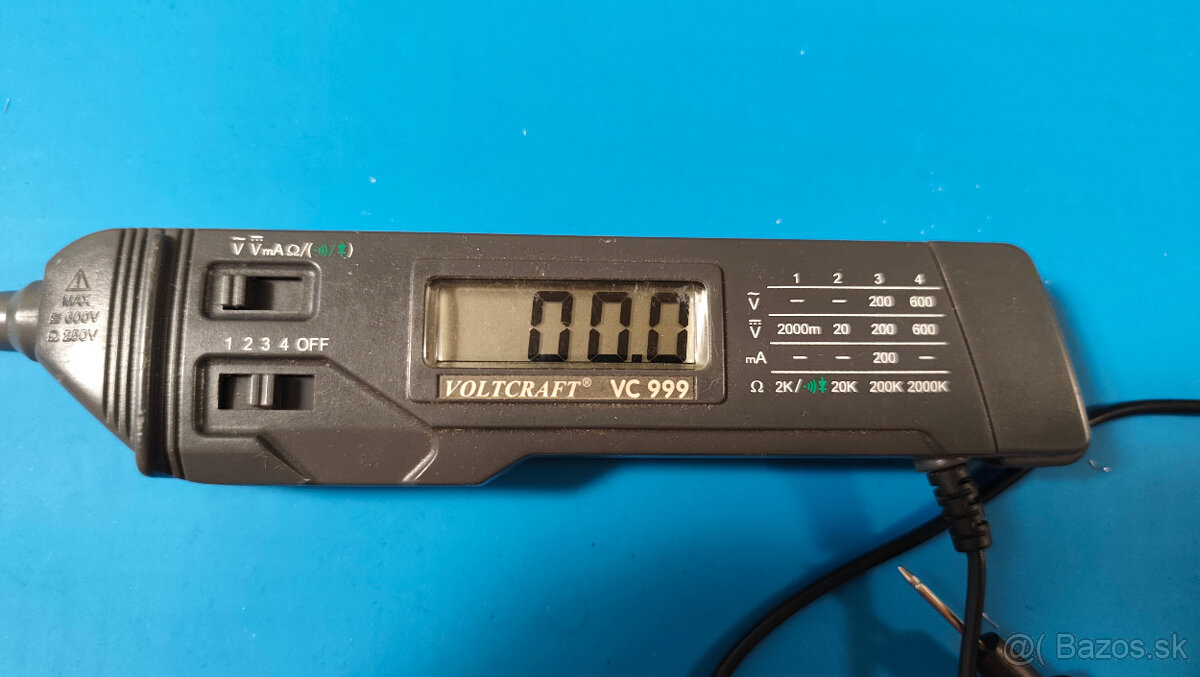 ⚠
MAX
≂ 600V
Ω 250V
Ṽ V⎓ mA Ω/(•)))/⯮)
1 2 3 4 OFF
00.0
VOLTCRAFT® VC 999
1 2 3 4
Ṽ – – 200 600
V⎓ 2000m 20 200 600
mA – – 200 –
Ω 2K/•))) 20K 200K 2000K
@( Bazos.sk